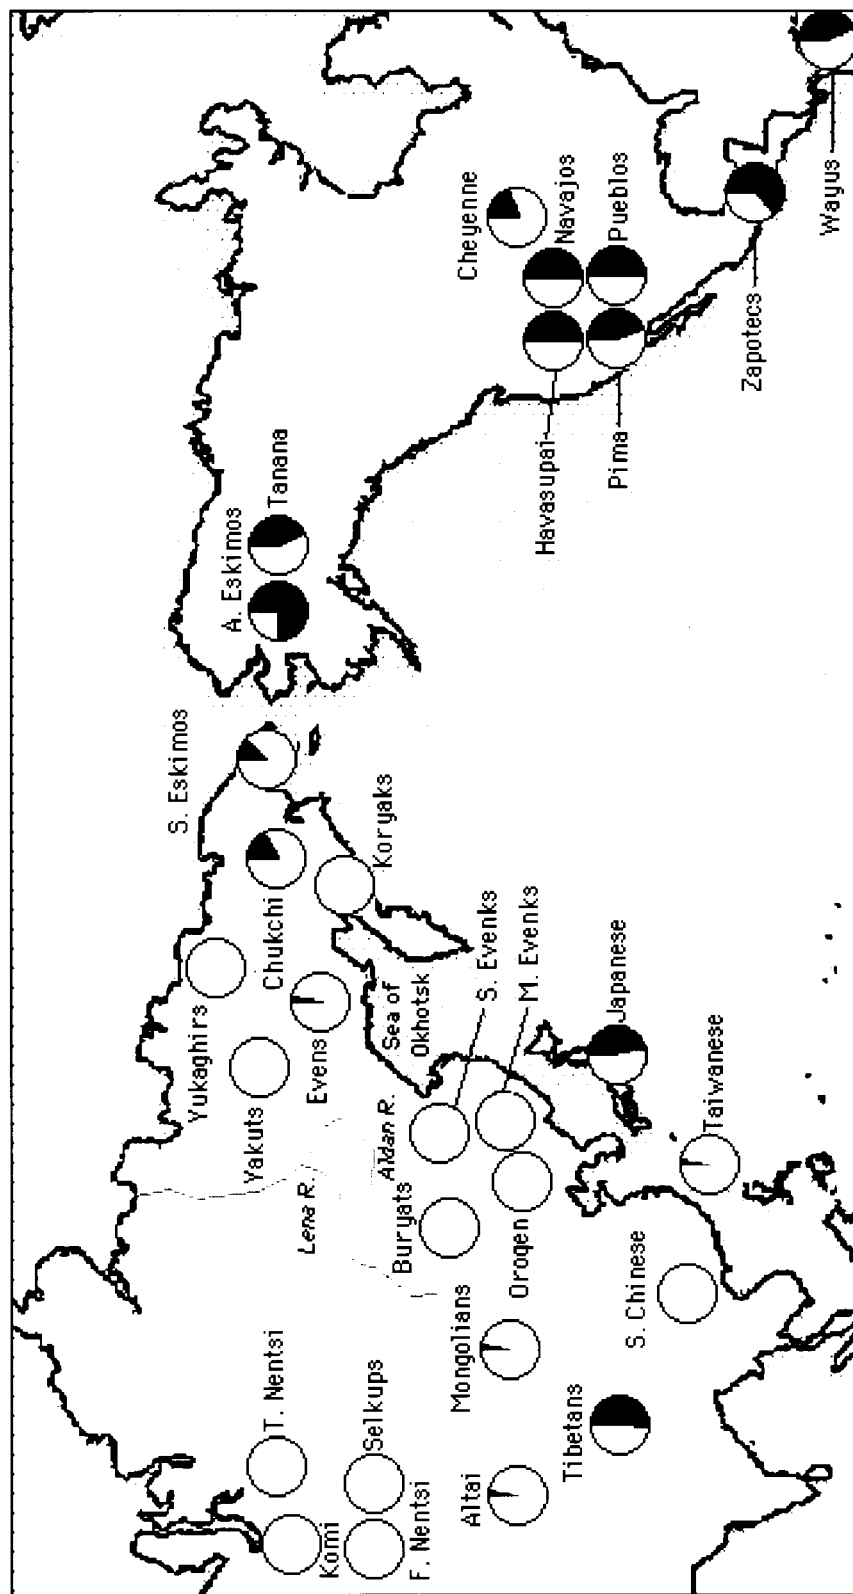 S. Eskimos
A. Eskimos
Tanana
Yukaghirs
Chukchi
Koryaks
Yakuts
Evens
Sea of
Okhotsk
S. Evenks
M. Evenks
Lena R.
Aldan R.
Buryats
Oroqen
Japanese
Taiwanese
T. Nentsi
Komi
Selkups
F. Nentsi
Mongolians
Altai
Tibetans
S. Chinese
Cheyenne
Navajos
Pueblos
Havasupai
Pima
Zapotecs
Wayus